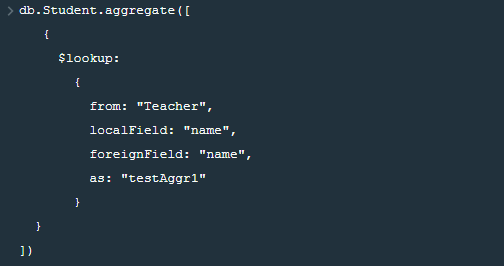 > db.Student.aggregate([
{
$lookup:
{
from: "Teacher",
localField: "name",
foreignField: "name",
as: "testAggr1"
}
}
])